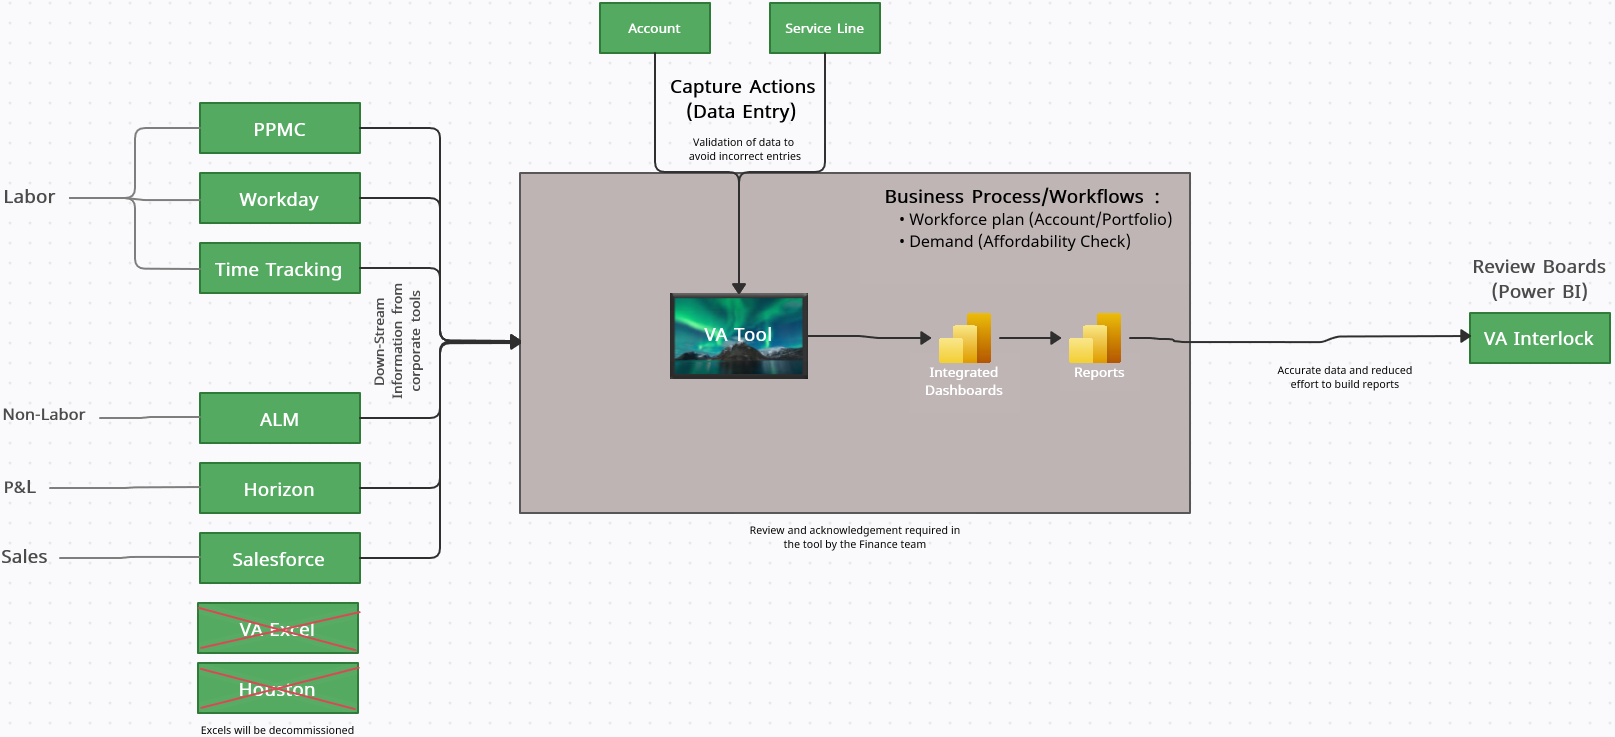 Account
Service Line
Capture Actions
(Data Entry)
Validation of data to
avoid incorrect entries
Labor
PPMC
Workday
Time Tracking
Down-Stream
Information from
corporate tools
Non-Labor
ALM
P&L
Horizon
Sales
Salesforce
VA Excel
Houston
Excels will be decommissioned
Business Process/Workflows :
• Workforce plan (Account/Portfolio)
• Demand (Affordability Check)
VA Tool
Integrated
Dashboards
Reports
Review and acknowledgement required in
the tool by the Finance team
Accurate data and reduced
effort to build reports
Review Boards
(Power BI)
VA Interlock